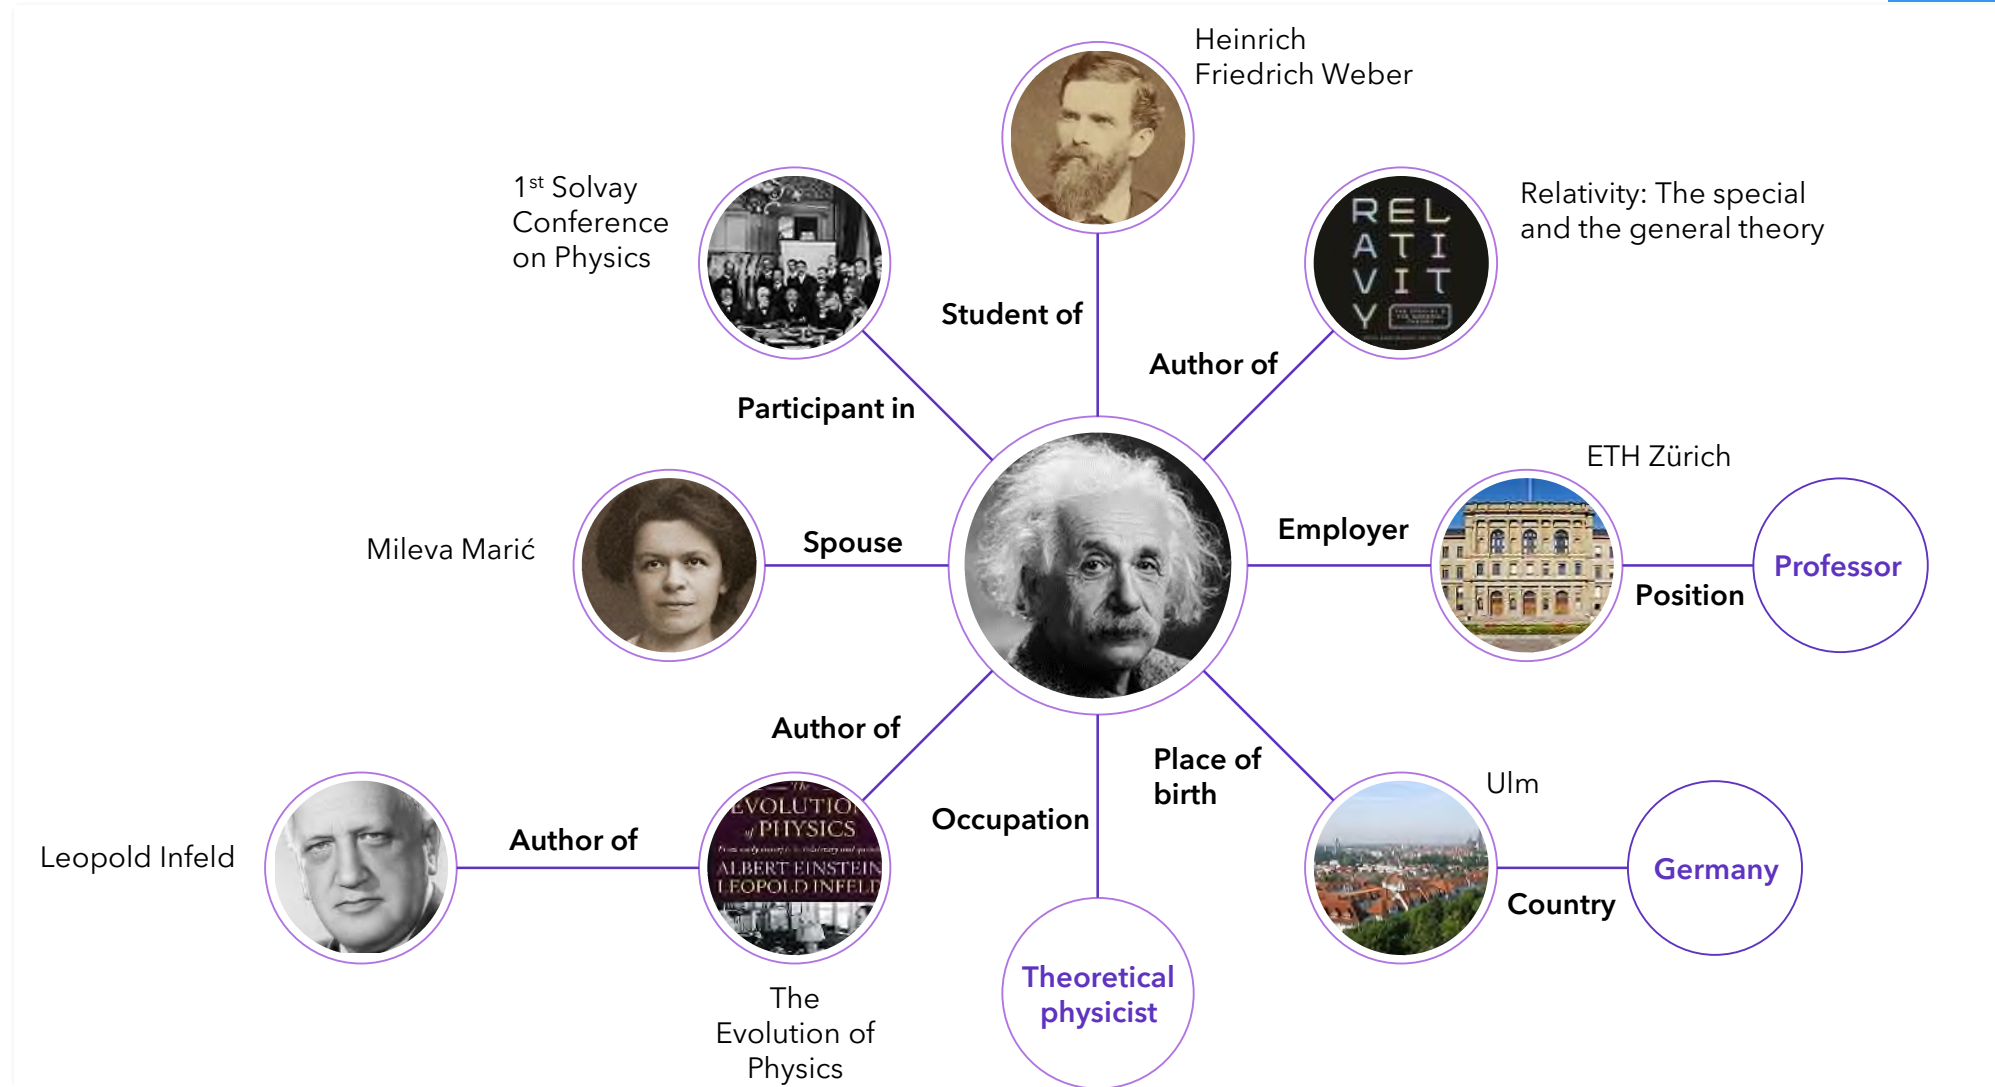 Heinrich
Friedrich Weber
1st Solvay
Conference
on Physics
Relativity: The special
and the general theory
REL
ATI
VIT
Y
Student of
Author of
Participant in
ETH Zürich
Mileva Marić
Spouse
Employer
Professor
Position
Author of
Place of
birth
Ulm
Occupation
Leopold Infeld
Author of
The
EVOLUTION
of PHYSICS
ALBERT EINSTEIN
LEOPOLD INFELD
Germany
Country
Theoretical
physicist
The
Evolution of
Physics